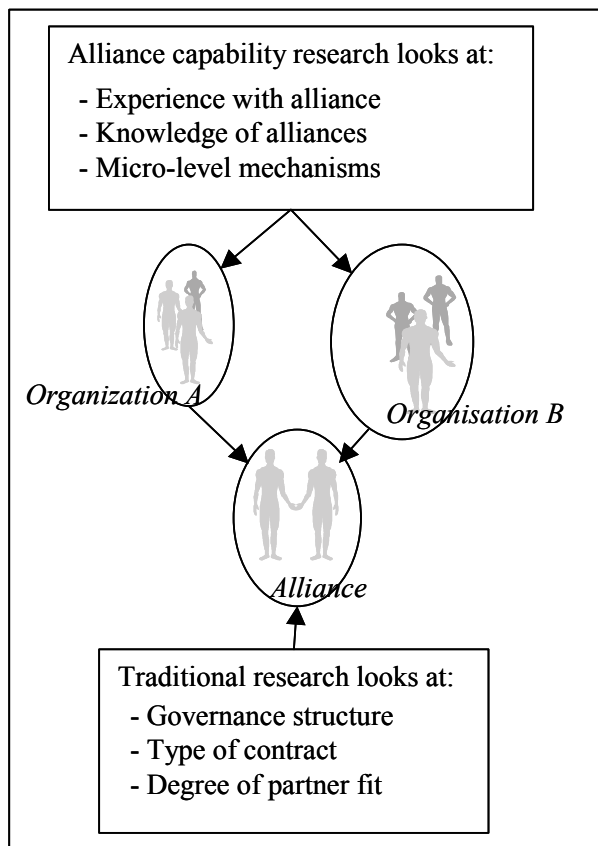 Alliance capability research looks at:
- Experience with alliance
- Knowledge of alliances
- Micro-level mechanisms
Organization A
Organisation B
Alliance
Traditional research looks at:
- Governance structure
- Type of contract
- Degree of partner fit